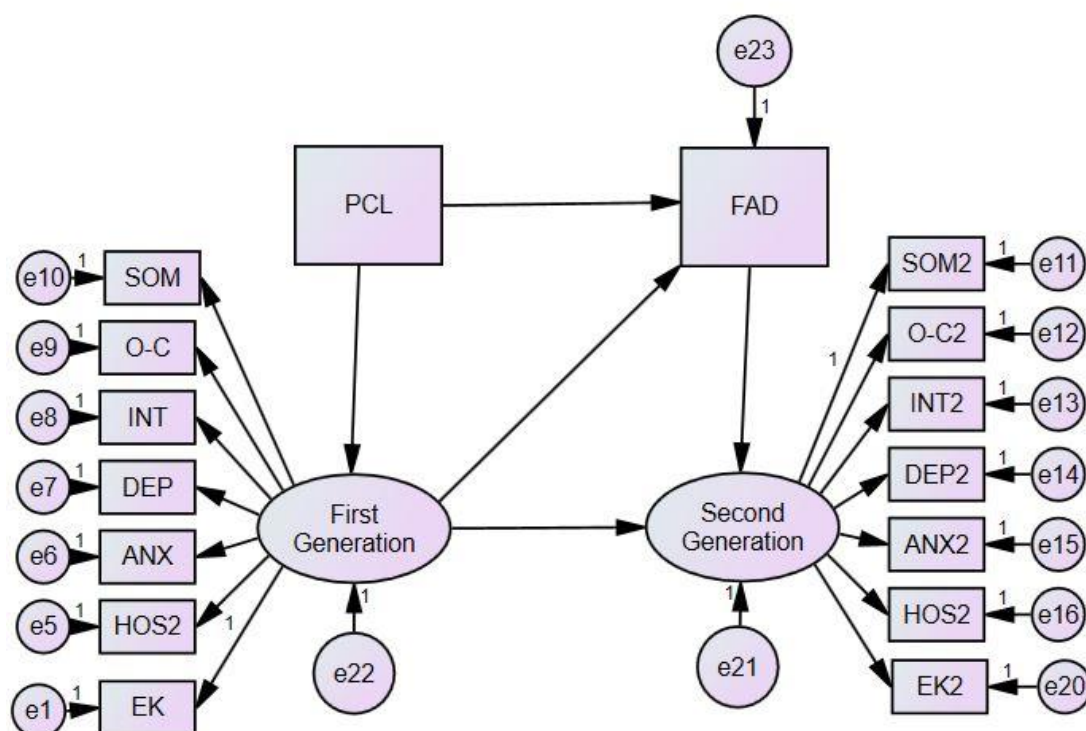 e23
1
PCL
FAD
e10
1
SOM
SOM2
1
e11
e9
1
O-C
1
O-C2
1
e12
e8
1
INT
INT2
1
e13
e7
1
DEP
DEP2
1
e14
First
Generation
Second
Generation
e6
1
ANX
ANX2
1
e15
e5
1
HOS2
1
1
1
HOS2
1
e16
e22
e21
e1
1
EK
EK2
1
e20